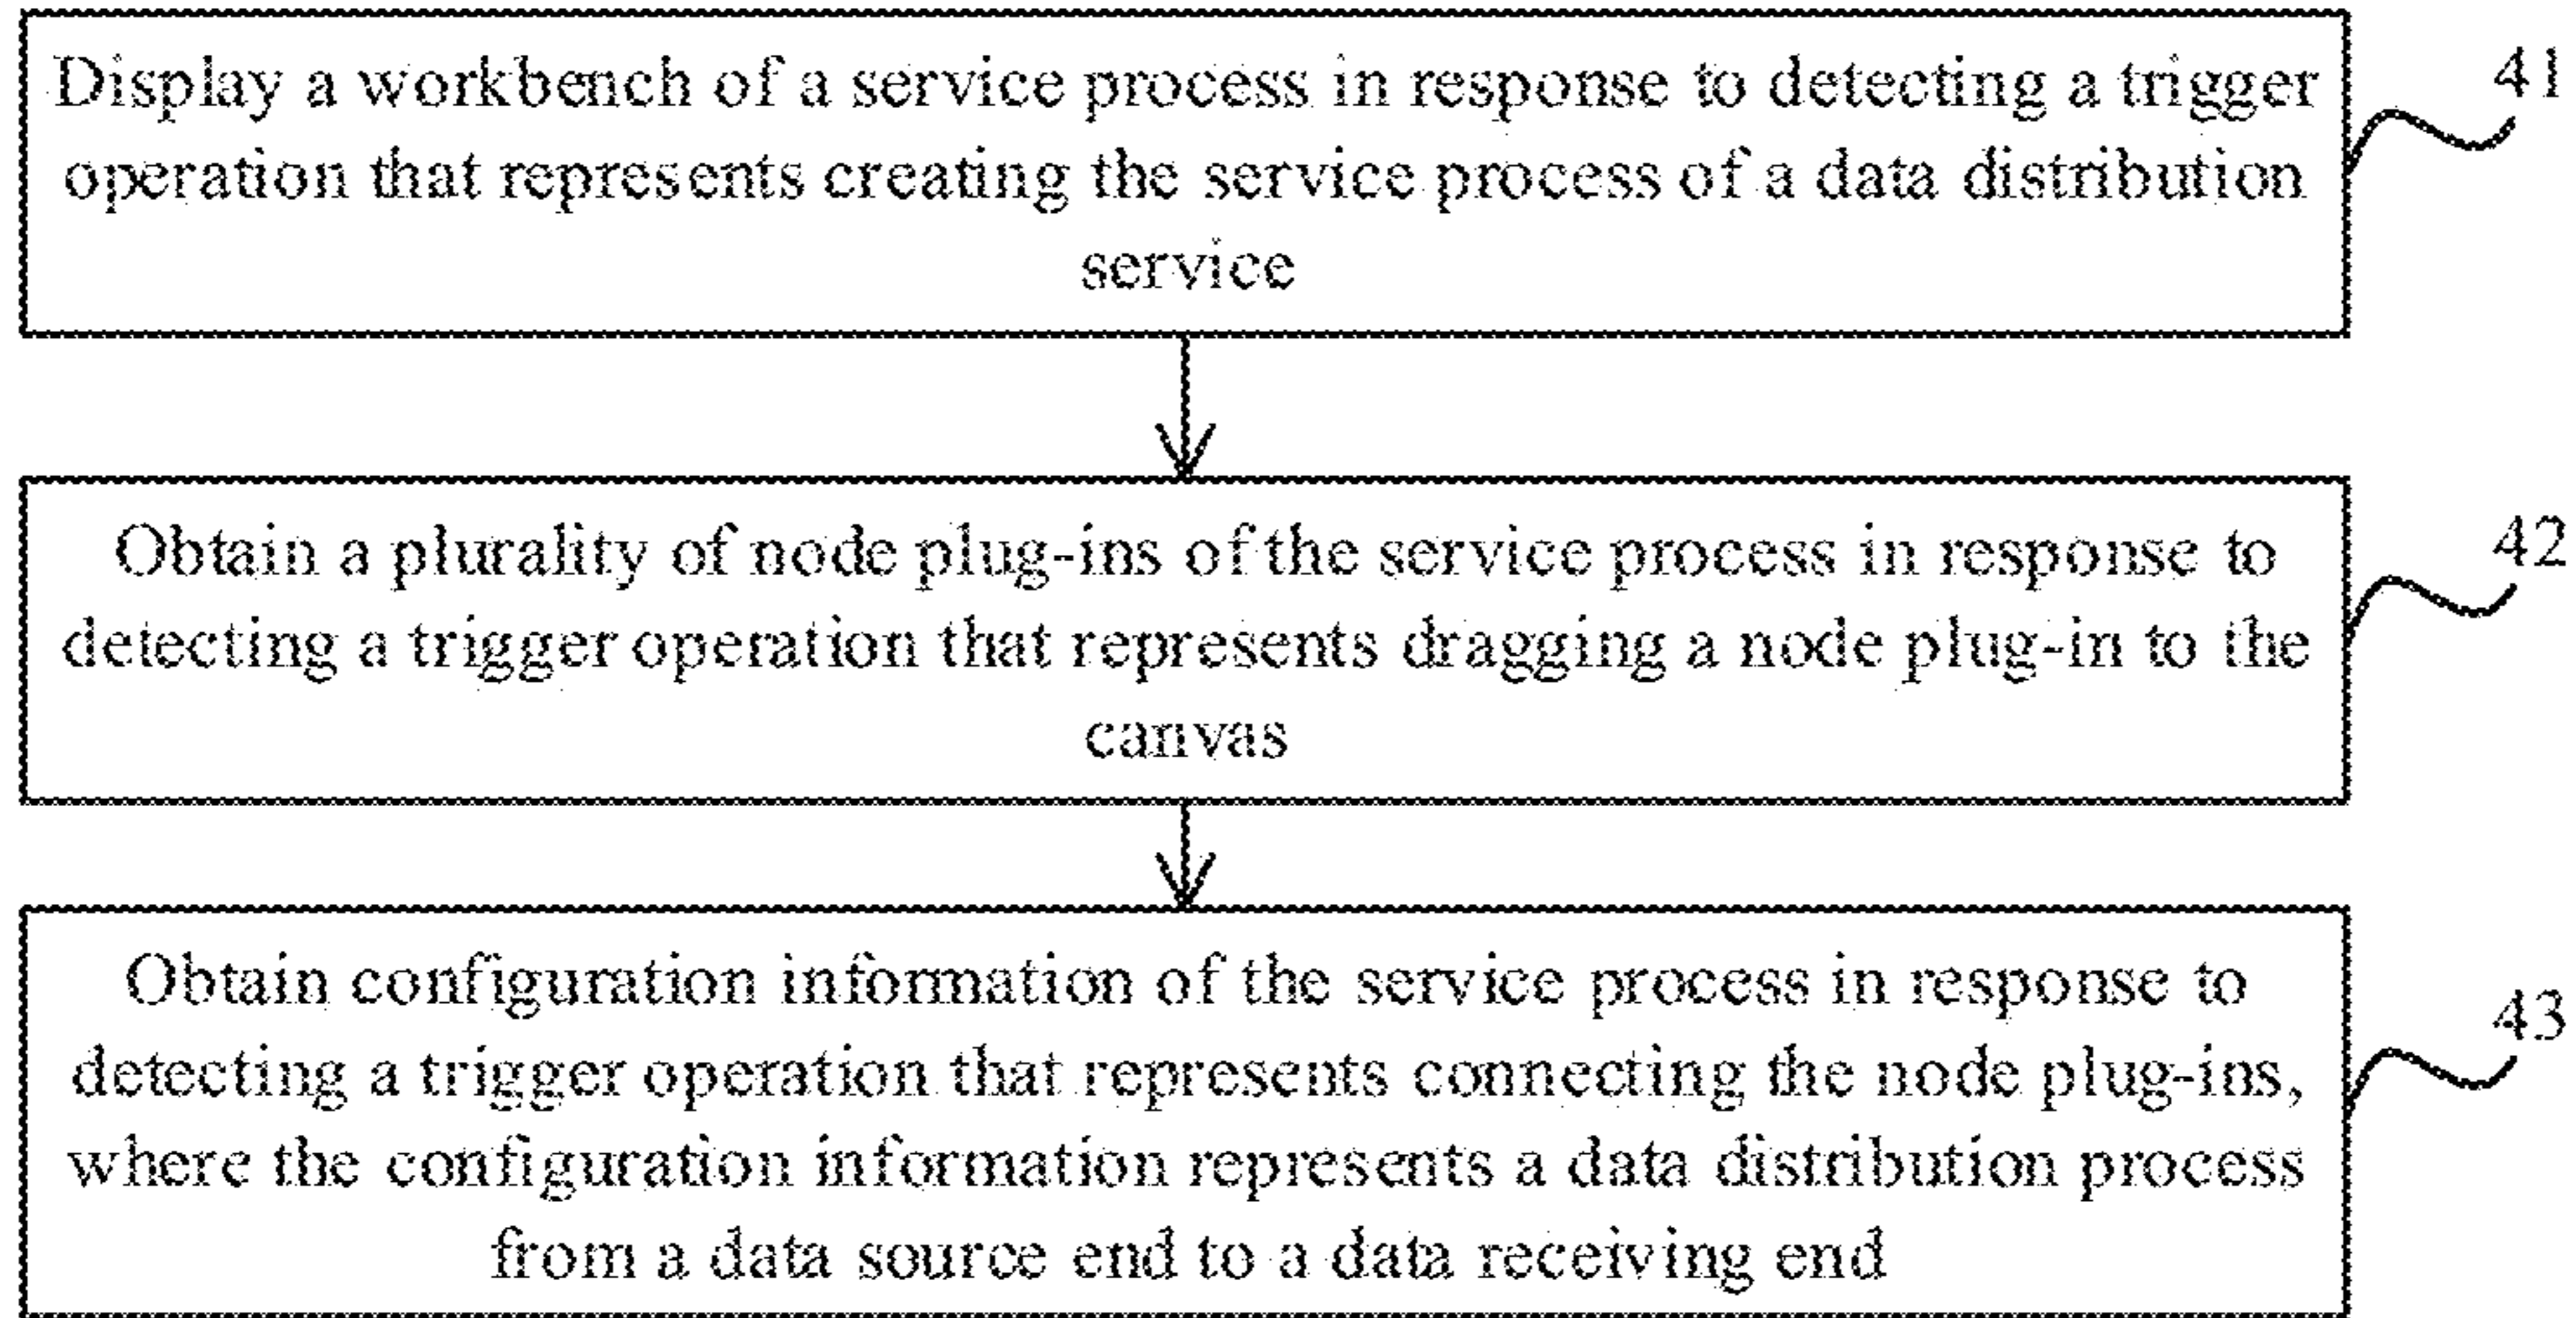 Display a workbench of a service process in response to detecting a trigger
operation that represents creating the service process of a data distribution
service
41
Obtain a plurality of node plug-ins of the service process in response to
detecting a trigger operation that represents dragging a node plug-in to the
canvas
42
Obtain configuration information of the service process in response to
detecting a trigger operation that represents connecting the node plug-ins,
where the configuration information represents a data distribution process
from a data source end to a data receiving end
43